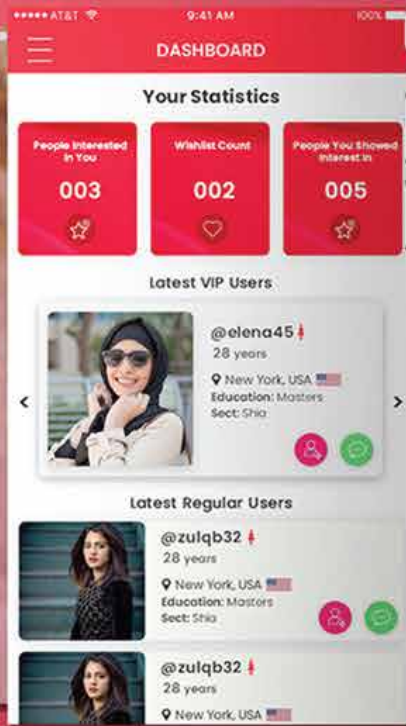 AT&T 9:41 AM 100%
DASHBOARD
Your Statistics
People Interested
in You
003
Wishlist Count
002
People You Showed
Interest in
005
Latest VIP Users
@elena45
28 years
New York, USA
Education: Masters
Sect: Shia
< >
Latest Regular Users
@zulqb32
28 years
New York, USA
Education: Masters
Sect: Shia
@zulqb32
28 years
New York, USA